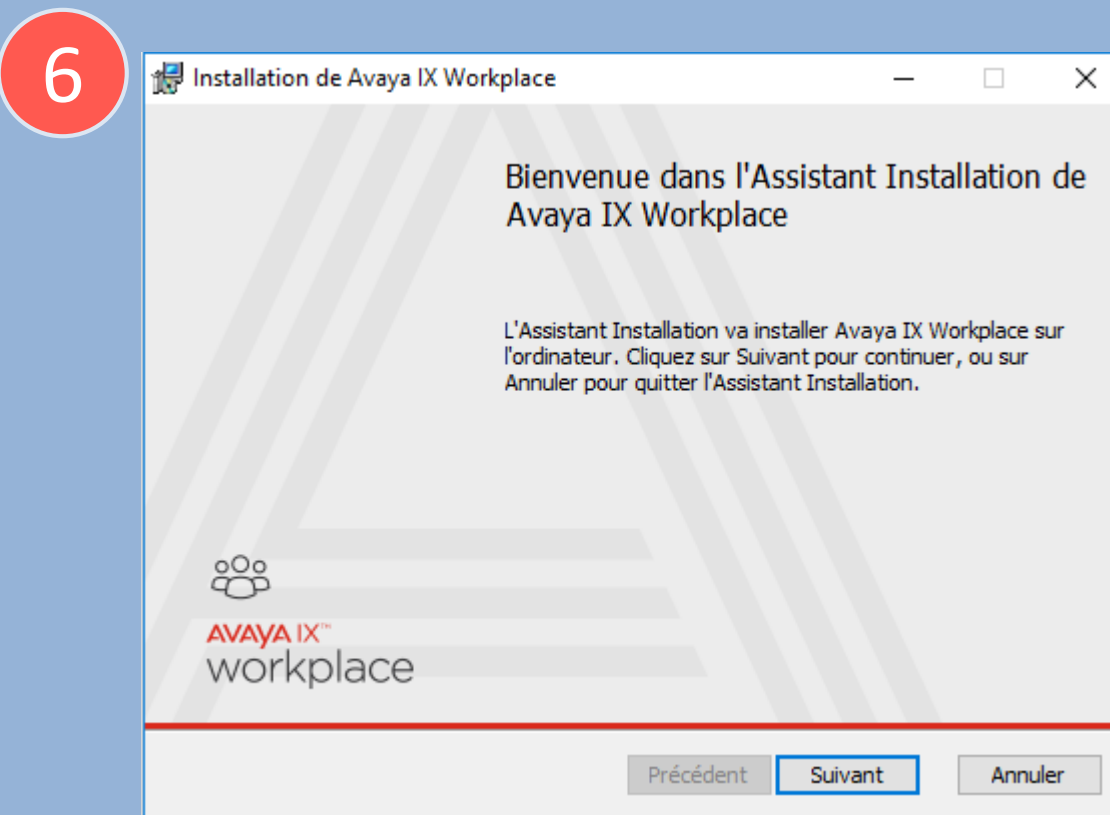 6
Installation de Avaya IX Workplace
Bienvenue dans l'Assistant Installation de
Avaya IX Workplace
L'Assistant Installation va installer Avaya IX Workplace sur
l'ordinateur. Cliquez sur Suivant pour continuer, ou sur
Annuler pour quitter l'Assistant Installation.
AVAYA IX™
workplace
Précédent Suivant Annuler